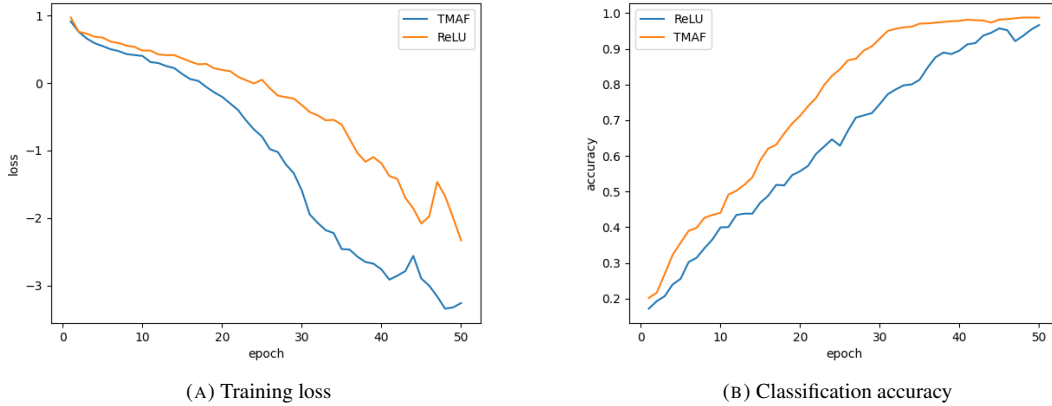 TMAF
ReLU
1
0
−1
−2
−3
loss
0
10
20
30
40
50
epoch
(A) Training loss
ReLU
TMAF
1.0
0.9
0.8
0.7
0.6
0.5
0.4
0.3
0.2
accuracy
0
10
20
30
40
50
epoch
(B) Classification accuracy